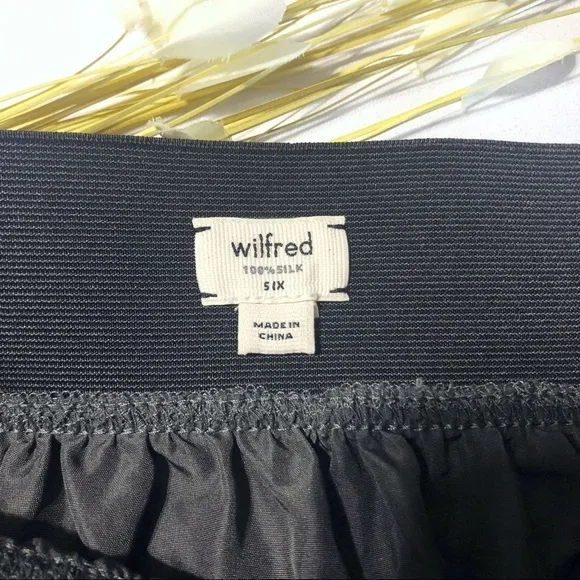 wilfred
100% SILK
SIX
MADE IN
CHINA